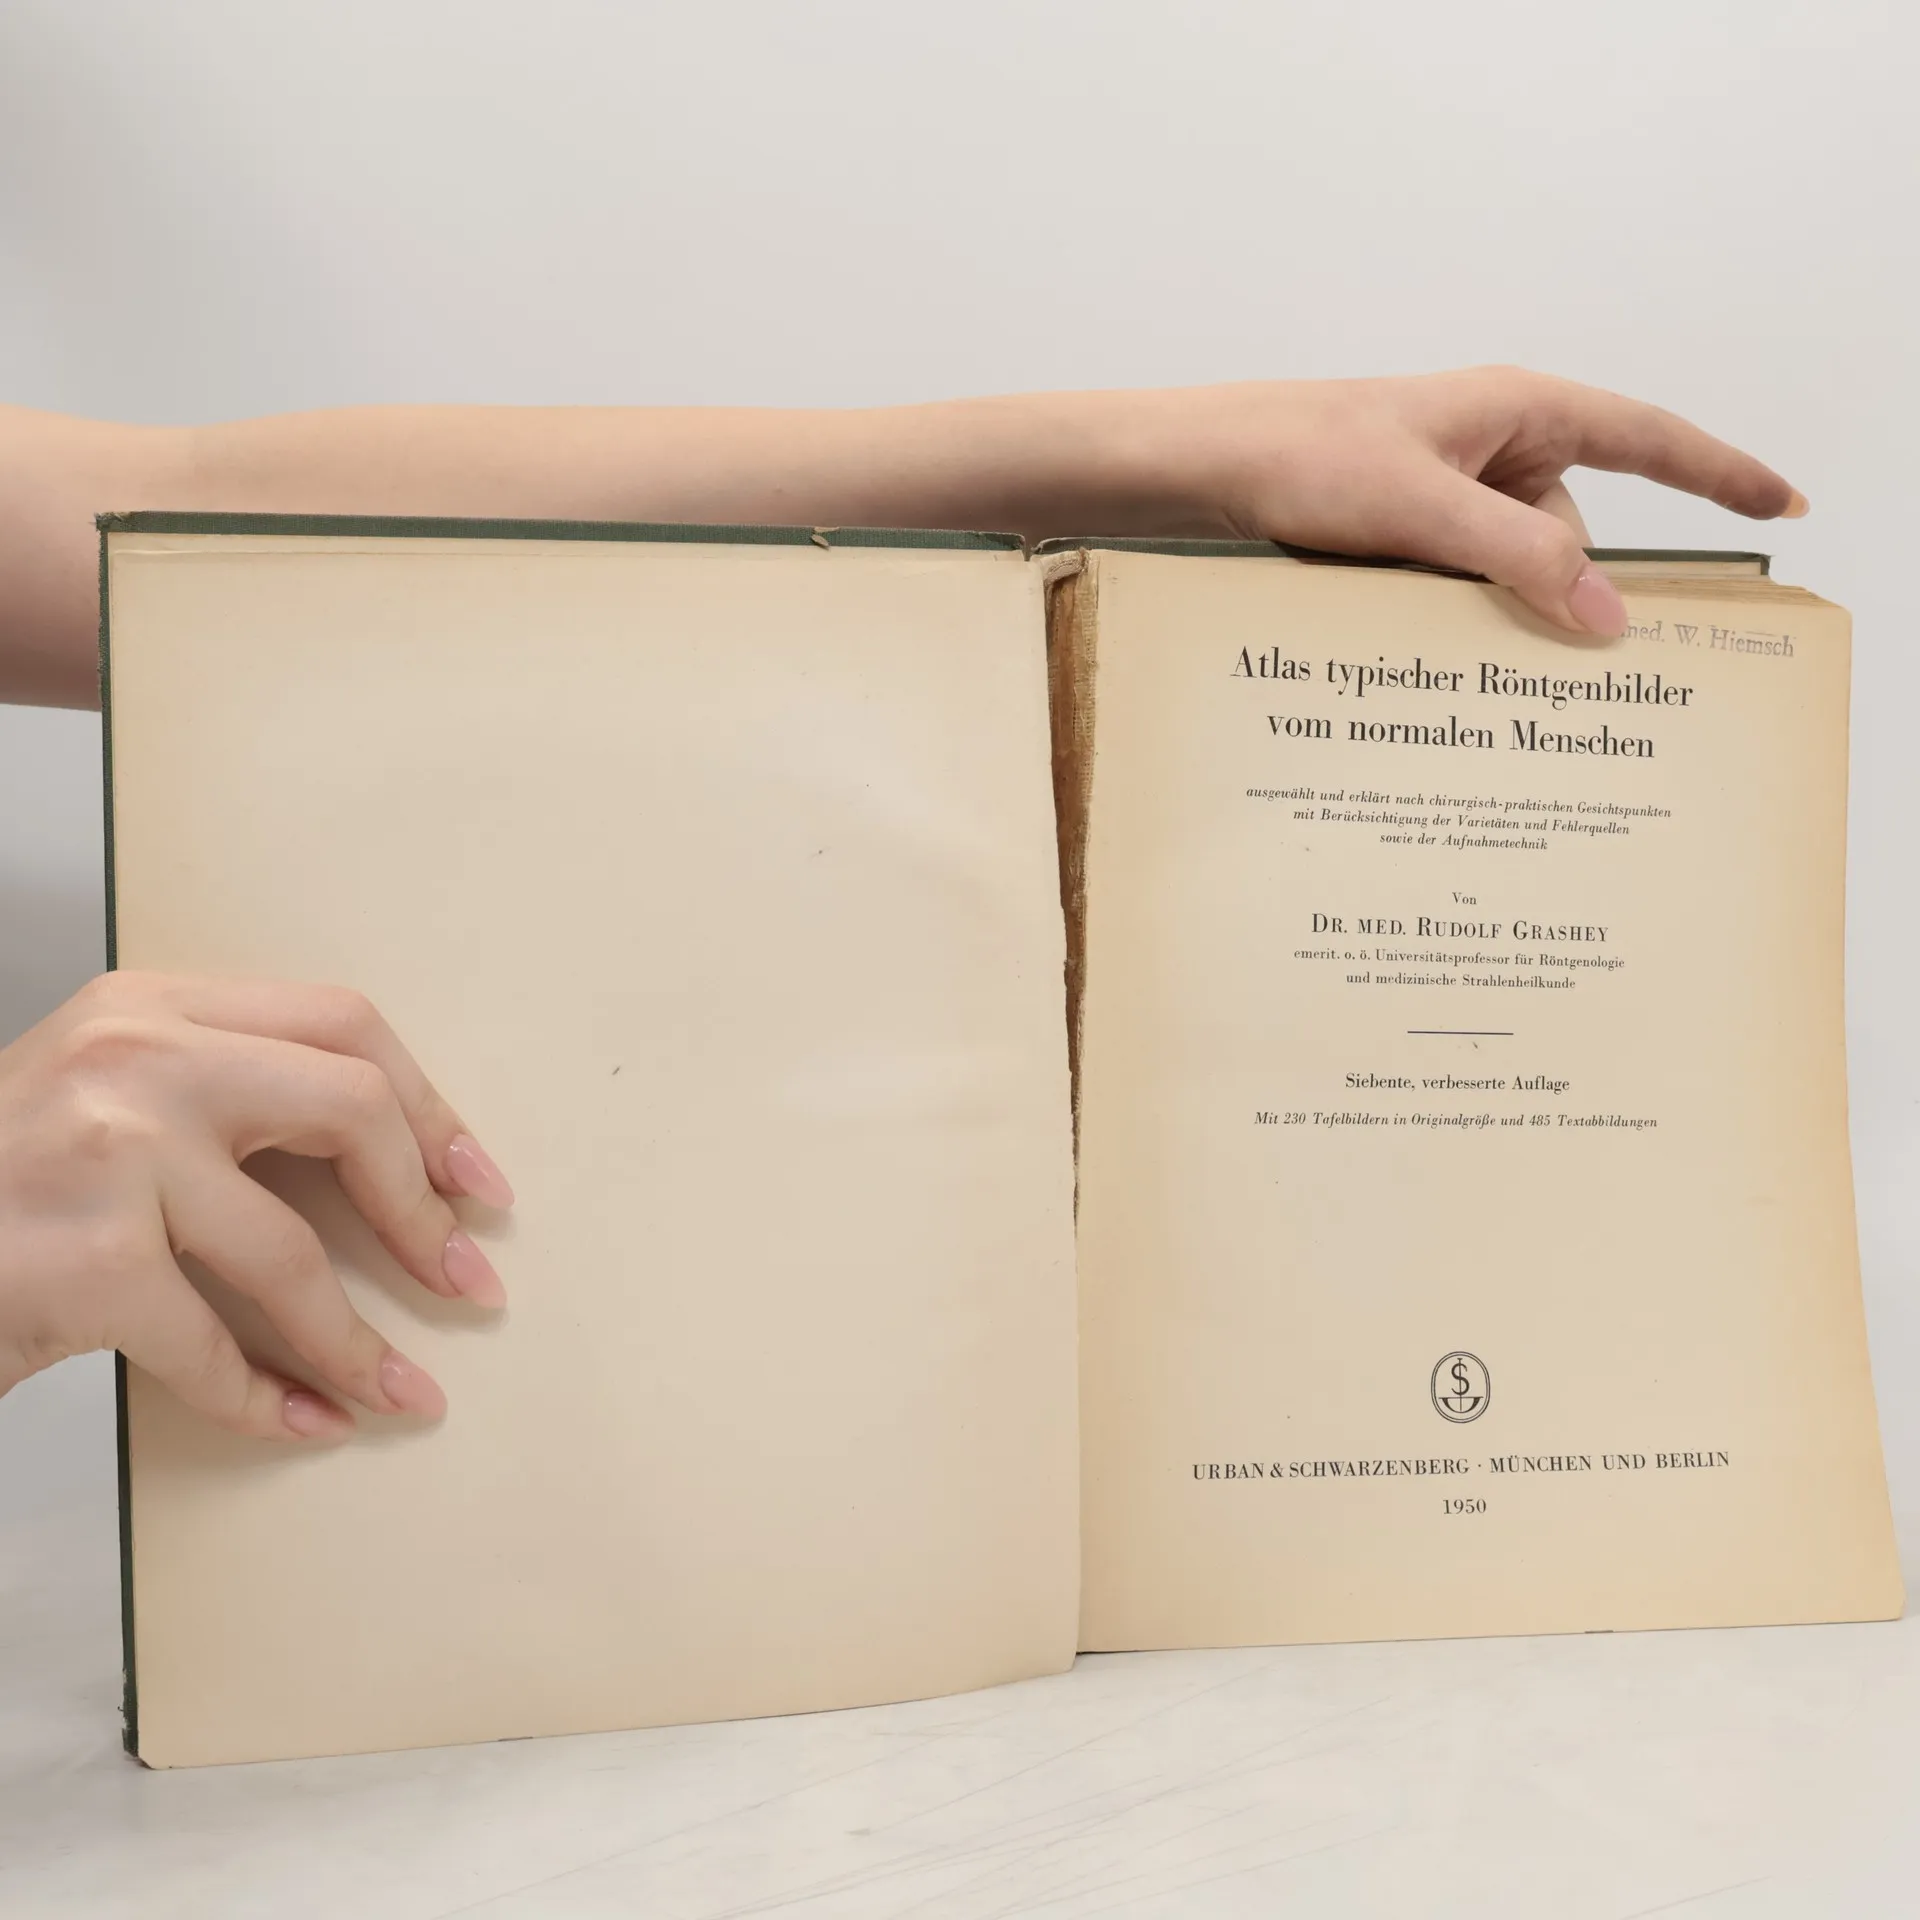 med. W. Hiemsch
Atlas typischer Röntgenbilder
vom normalen Menschen
ausgewählt und erklärt nach chirurgisch-praktischen Gesichtspunkten
mit Berücksichtigung der Varietäten und Fehlerquellen
sowie der Aufnahmetechnik
Von
DR. MED. RUDOLF GRASHEY
emerit. o. ö. Universitätsprofessor für Röntgenologie
und medizinische Strahlenheilkunde
Siebente, verbesserte Auflage
Mit 230 Tafelbildern in Originalgröße und 485 Textabbildungen
URBAN & SCHWARZENBERG · MÜNCHEN UND BERLIN
1950